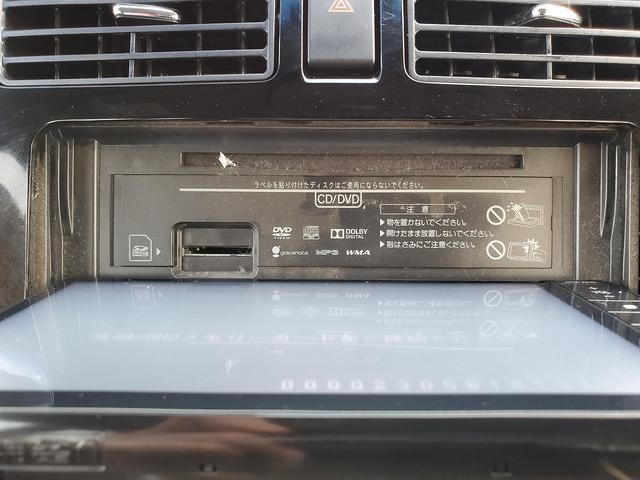 ラベルを貼り付けたディスクはご使用にならないでください。
CD/DVD
注 意
▶物を置かないでください。
▶開けたまま放置しないでください。
▶指はさみにご注意ください。
DVD VIDEO
DOLBY DIGITAL
gracenote MP3 WMA
SD